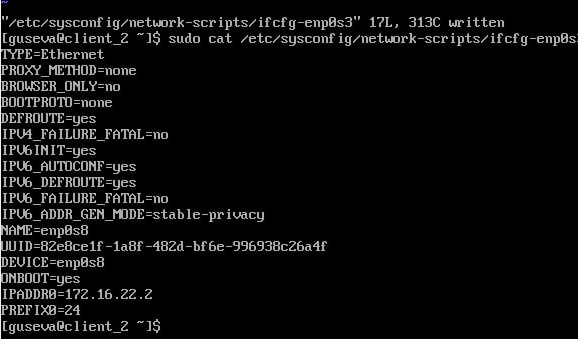 ~
"/etc/sysconfig/network-scripts/ifcfg-enp0s3" 17L, 313C written
[guseva@client_2 ~]$ sudo cat /etc/sysconfig/network-scripts/ifcfg-enp0s3
TYPE=Ethernet
PROXY_METHOD=none
BROWSER_ONLY=no
BOOTPROTO=none
DEFROUTE=yes
IPV4_FAILURE_FATAL=no
IPV6INIT=yes
IPV6_AUTOCONF=yes
IPV6_DEFROUTE=yes
IPV6_FAILURE_FATAL=no
IPV6_ADDR_GEN_MODE=stable-privacy
NAME=enp0s8
UUID=82e8ce1f-1a8f-482d-bf6e-996938c26a4f
DEVICE=enp0s8
ONBOOT=yes
IPADDR0=172.16.22.2
PREFIX0=24
[guseva@client_2 ~]$